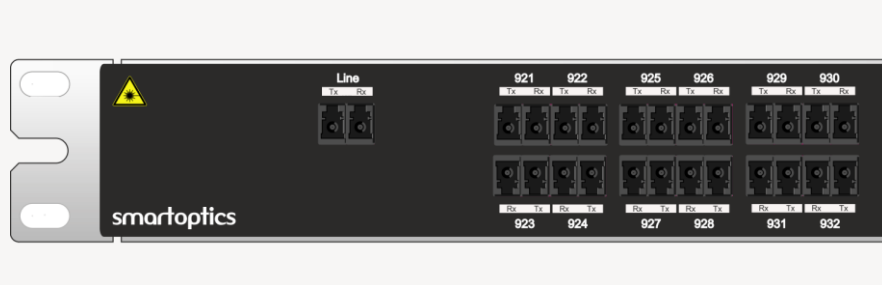 Line
Tx Rx
921 922 925 926 929 930
Tx Rx Tx Rx Tx Rx Tx Rx Tx Rx Tx Rx
Rx Tx Rx Tx Rx Tx Rx Tx Rx Tx Rx Tx
923 924 927 928 931 932
smartoptics